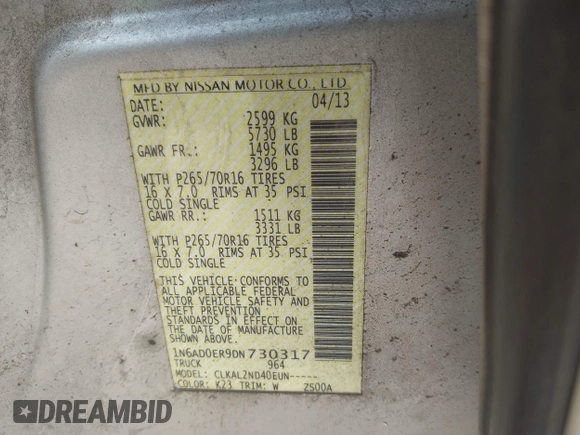 MFD BY NISSAN MOTOR CO., LTD
DATE: 04/13
GVWR: 2599 KG
5730 LB
GAWR FR.: 1495 KG
3296 LB
WITH P265/70R16 TIRES
16 X 7.0 RIMS AT 35 PSI
COLD SINGLE
GAWR RR.: 1511 KG
3331 LB
WITH P265/70R16 TIRES
16 X 7.0 RIMS AT 35 PSI
COLD SINGLE
THIS VEHICLE CONFORMS TO
ALL APPLICABLE FEDERAL
MOTOR VEHICLE SAFETY AND
THEFT PREVENTION
STANDARDS IN EFFECT ON
THE DATE OF MANUFACTURE
SHOWN ABOVE.
1N6AD0ER9DN730317
TRUCK 964
MODEL: CLKAL2ND40EUN-----
CLR: K23 TRIM: W ZS00A
DREAMBID
DREAMBID.COM